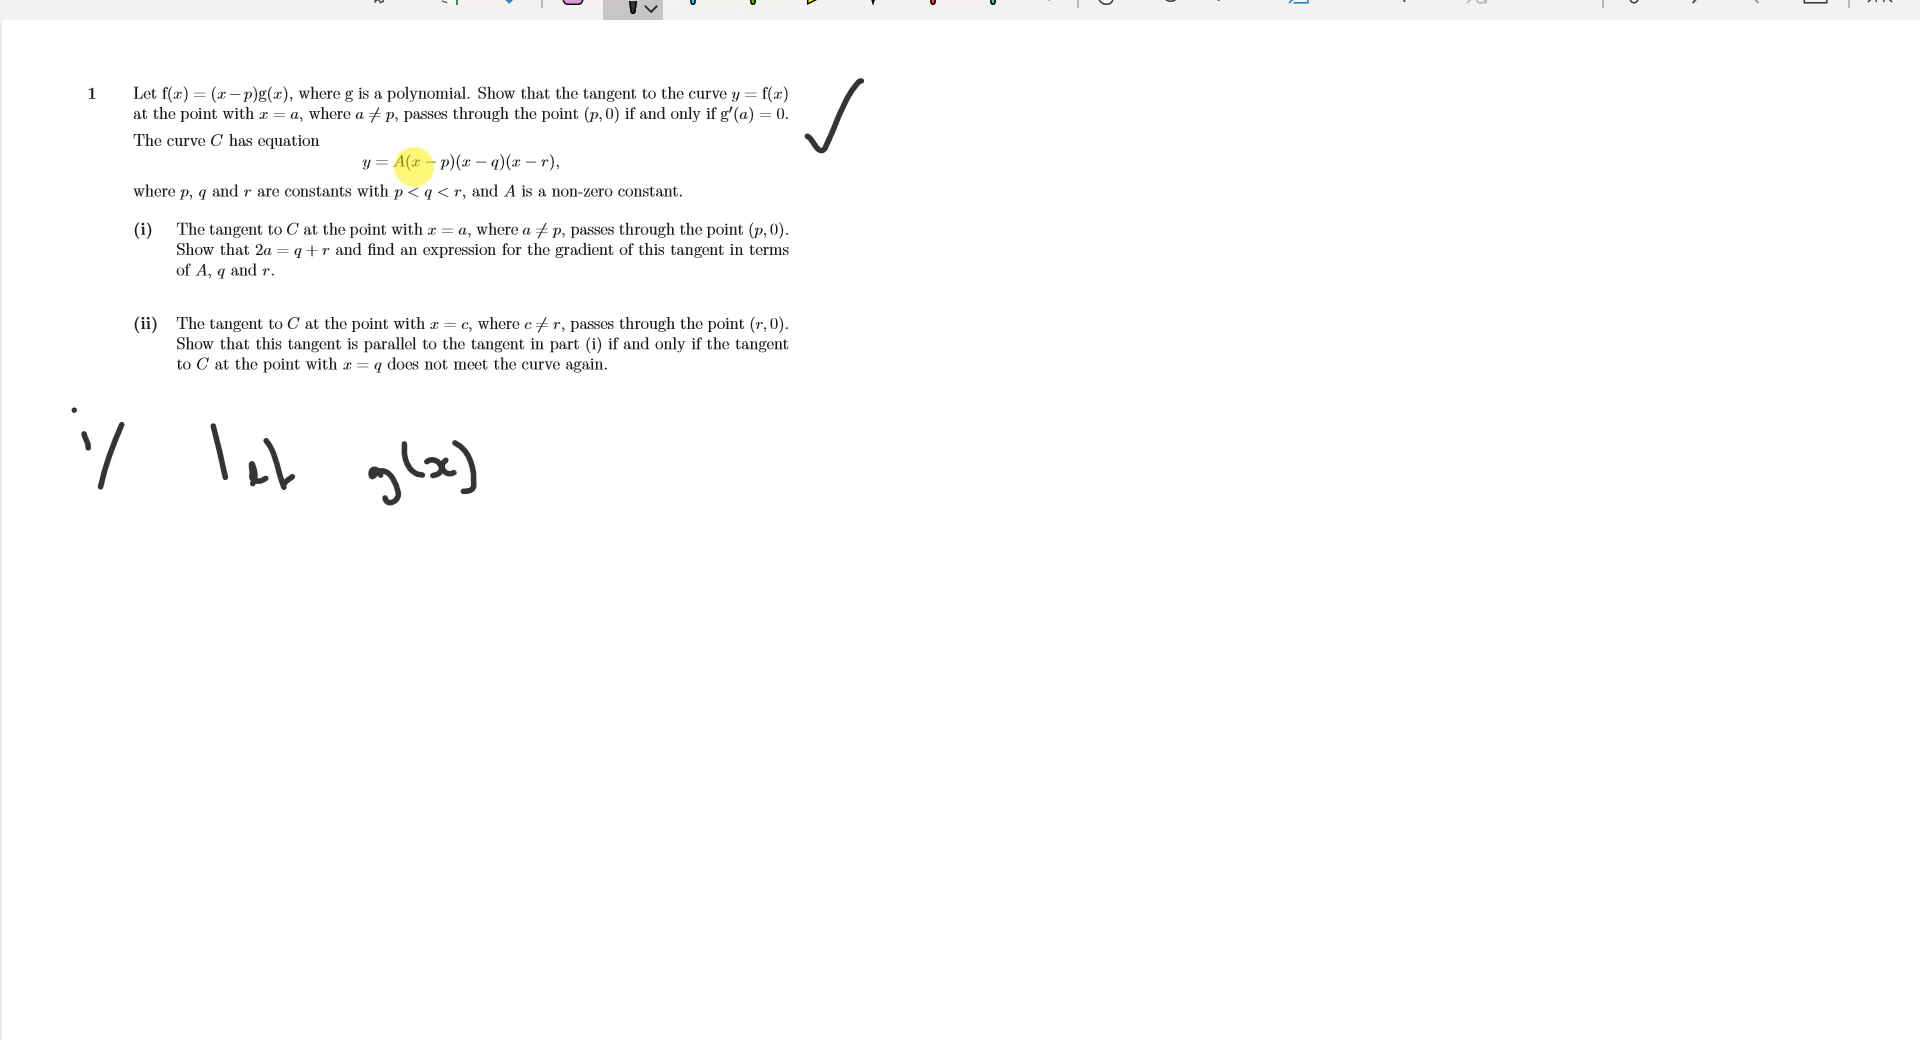 1 Let f(x) = (x − p)g(x), where g is a polynomial. Show that the tangent to the curve y = f(x)
at the point with x = a, where a ≠ p, passes through the point (p, 0) if and only if g′(a) = 0.
The curve C has equation
y = A(x − p)(x − q)(x − r),
where p, q and r are constants with p < q < r, and A is a non-zero constant.
(i) The tangent to C at the point with x = a, where a ≠ p, passes through the point (p, 0).
Show that 2a = q + r and find an expression for the gradient of this tangent in terms
of A, q and r.
(ii) The tangent to C at the point with x = c, where c ≠ r, passes through the point (r, 0).
Show that this tangent is parallel to the tangent in part (i) if and only if the tangent
to C at the point with x = q does not meet the curve again.
i/ let g(x)